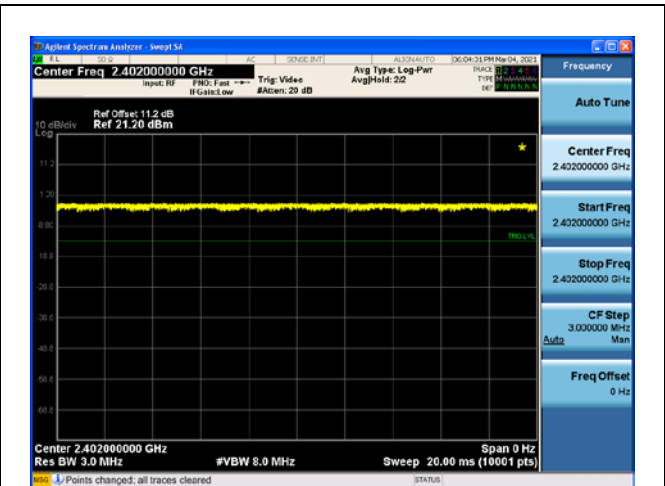 Agilent Spectrum Analyzer - Swept SA
RL 50 Ω AC SENSE:INT ALIGNAUTO 06:04:31 PM Mar 04, 2021
Center Freq 2.402000000 GHz
Input: RF PNO: Fast
IFGain:Low
Trig: Video
#Atten: 20 dB
Avg Type: Log-Pwr
Avg|Hold: 2/2
TRACE 1 2 3 4 5 6
TYPE
DET P N N N N N
Ref Offset 11.2 dB
10 dB/div Ref 21.20 dBm
Log
11.2
1.20
-8.80
TRIG LVL
-18.8
-28.8
-38.8
-48.8
-58.8
-68.8
Center 2.402000000 GHz Span 0 Hz
Res BW 3.0 MHz #VBW 8.0 MHz Sweep 20.00 ms (10001 pts)
MSG Points changed; all traces cleared STATUS
Frequency
Auto Tune
Center Freq
2.402000000 GHz
Start Freq
2.402000000 GHz
Stop Freq
2.402000000 GHz
CF Step
3.000000 MHz
Auto Man
Freq Offset
0 Hz